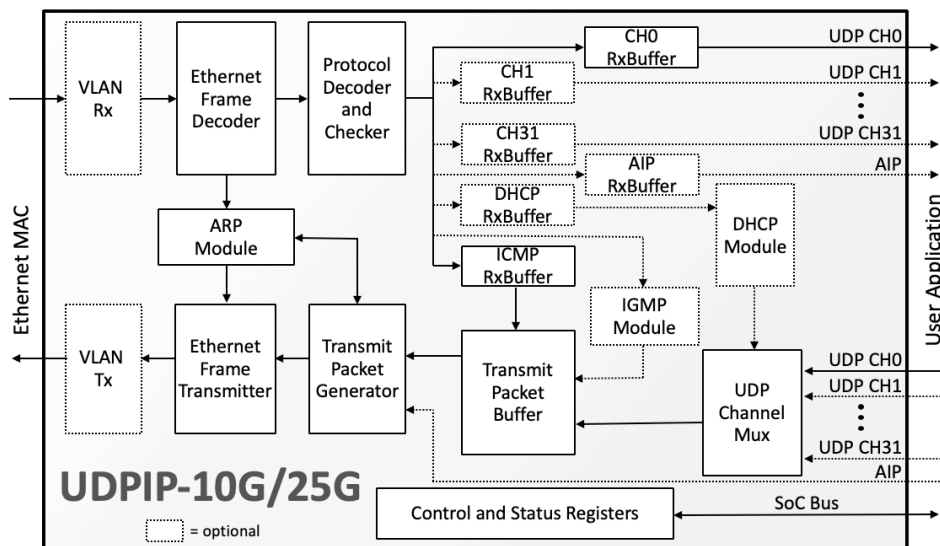 CH0
RxBuffer
UDP CH0
VLAN
Rx
Ethernet
Frame
Decoder
Protocol
Decoder
and
Checker
CH1
RxBuffer
UDP CH1
CH31
RxBuffer
UDP CH31
AIP
RxBuffer
AIP
DHCP
RxBuffer
DHCP
Module
ARP
Module
ICMP
RxBuffer
IGMP
Module
Ethernet MAC
User Application
VLAN
Tx
Ethernet
Frame
Transmitter
Transmit
Packet
Generator
Transmit
Packet
Buffer
UDP
Channel
Mux
UDP CH0
UDP CH1
UDP CH31
AIP
UDPIP-10G/25G
= optional
Control and Status Registers
SoC Bus